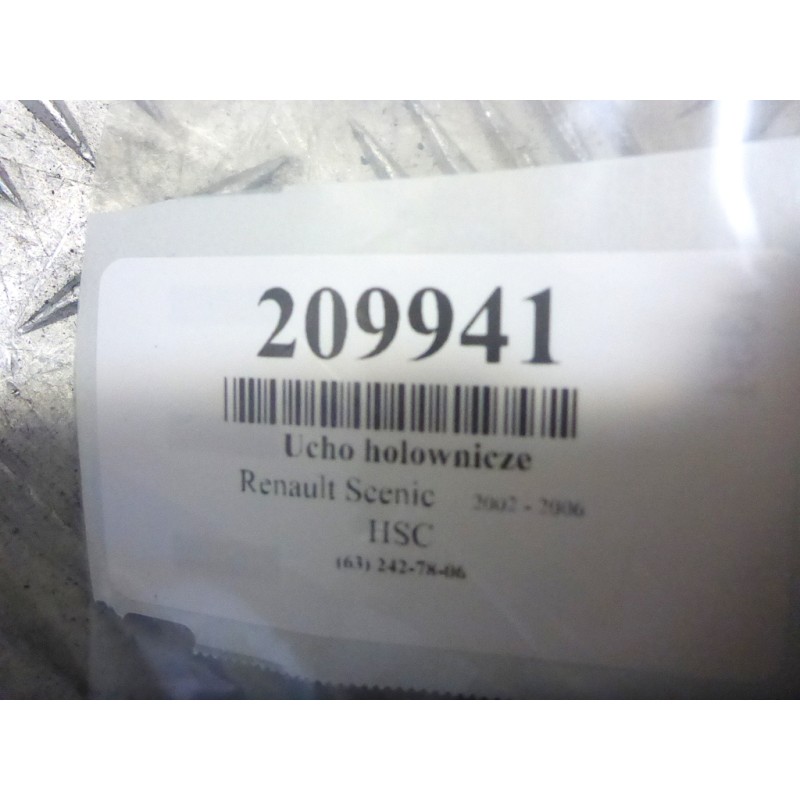 209941
Ucho holownicze
Renault Scenic 2002 - 2006
HSC
(63) 242-78-06